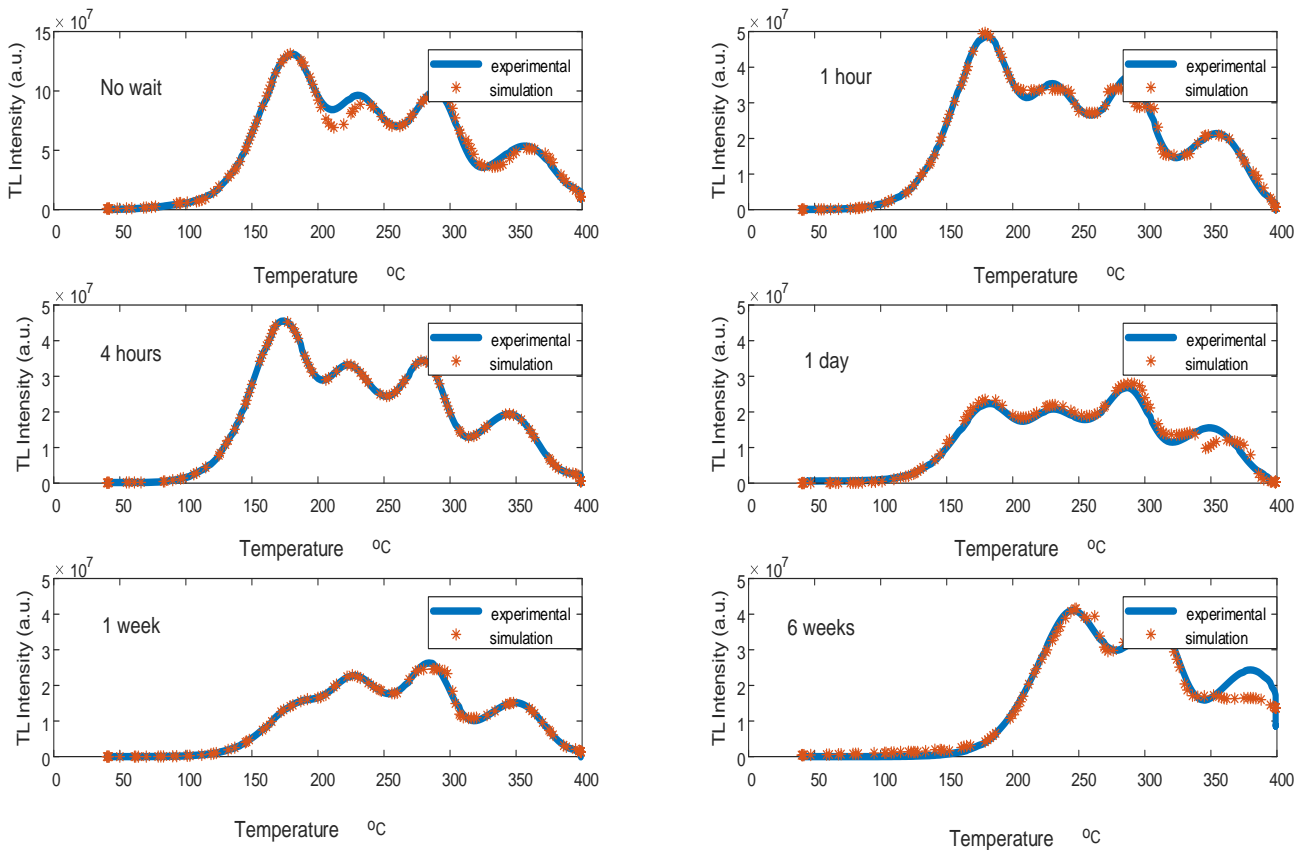 × 10^7
15
10
5
0
TL Intensity (a.u.)
No wait
experimental
simulation
0 50 100 150 200 250 300 350 400
Temperature °C
× 10^7
5
4
3
2
1
0
TL Intensity (a.u.)
1 hour
experimental
simulation
0 50 100 150 200 250 300 350 400
Temperature °C
× 10^7
5
4
3
2
1
0
TL Intensity (a.u.)
4 hours
experimental
simulation
0 50 100 150 200 250 300 350 400
Temperature °C
× 10^7
5
4
3
2
1
0
TL Intensity (a.u.)
1 day
experimental
simulation
0 50 100 150 200 250 300 350 400
Temperature °C
× 10^7
5
4
3
2
1
0
TL Intensity (a.u.)
1 week
experimental
simulation
0 50 100 150 200 250 300 350 400
Temperature °C
× 10^7
5
4
3
2
1
0
TL Intensity (a.u.)
6 weeks
experimental
simulation
0 50 100 150 200 250 300 350 400
Temperature °C